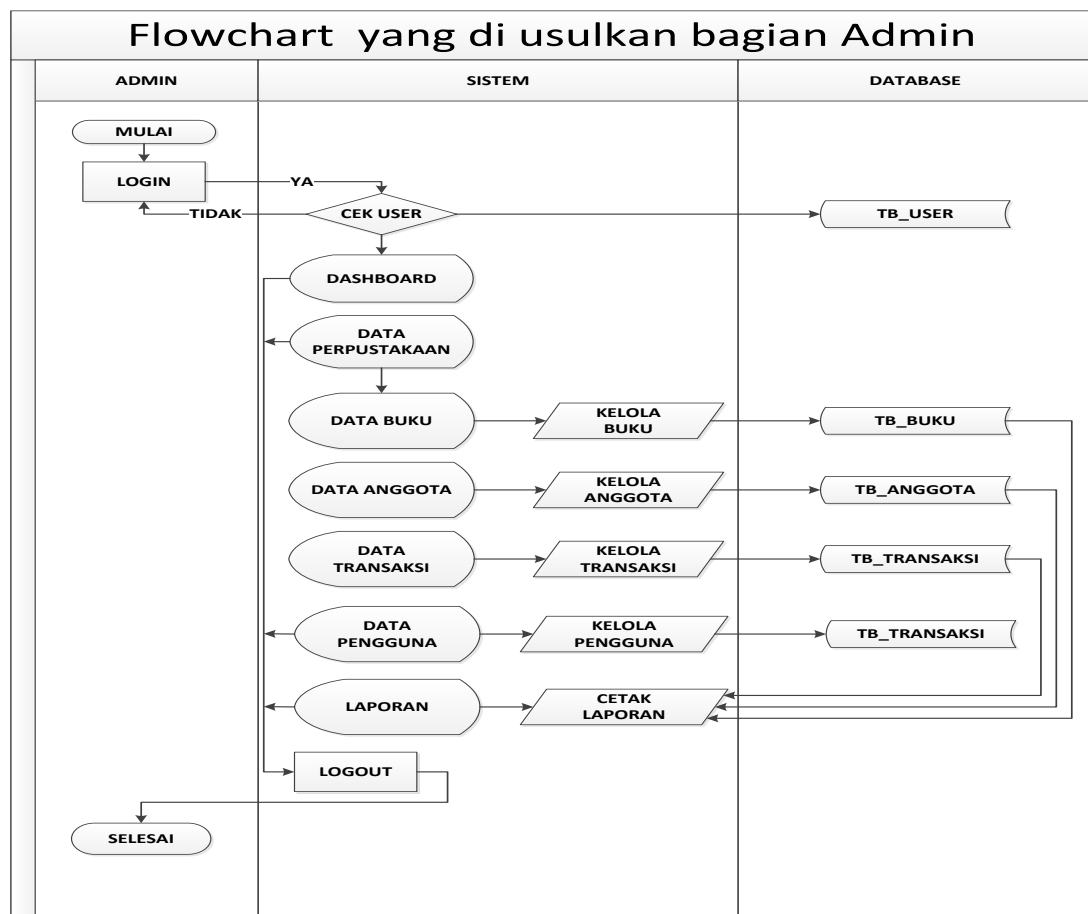 Flowchart yang di usulkan bagian Admin
ADMIN
SISTEM
DATABASE
MULAI
LOGIN
YA
TIDAK
CEK USER
TB_USER
DASHBOARD
DATA
PERPUSTAKAAN
DATA BUKU
KELOLA
BUKU
TB_BUKU
DATA ANGGOTA
KELOLA
ANGGOTA
TB_ANGGOTA
DATA
TRANSAKSI
KELOLA
TRANSAKSI
TB_TRANSAKSI
DATA
PENGGUNA
KELOLA
PENGGUNA
TB_TRANSAKSI
LAPORAN
CETAK
LAPORAN
LOGOUT
SELESAI